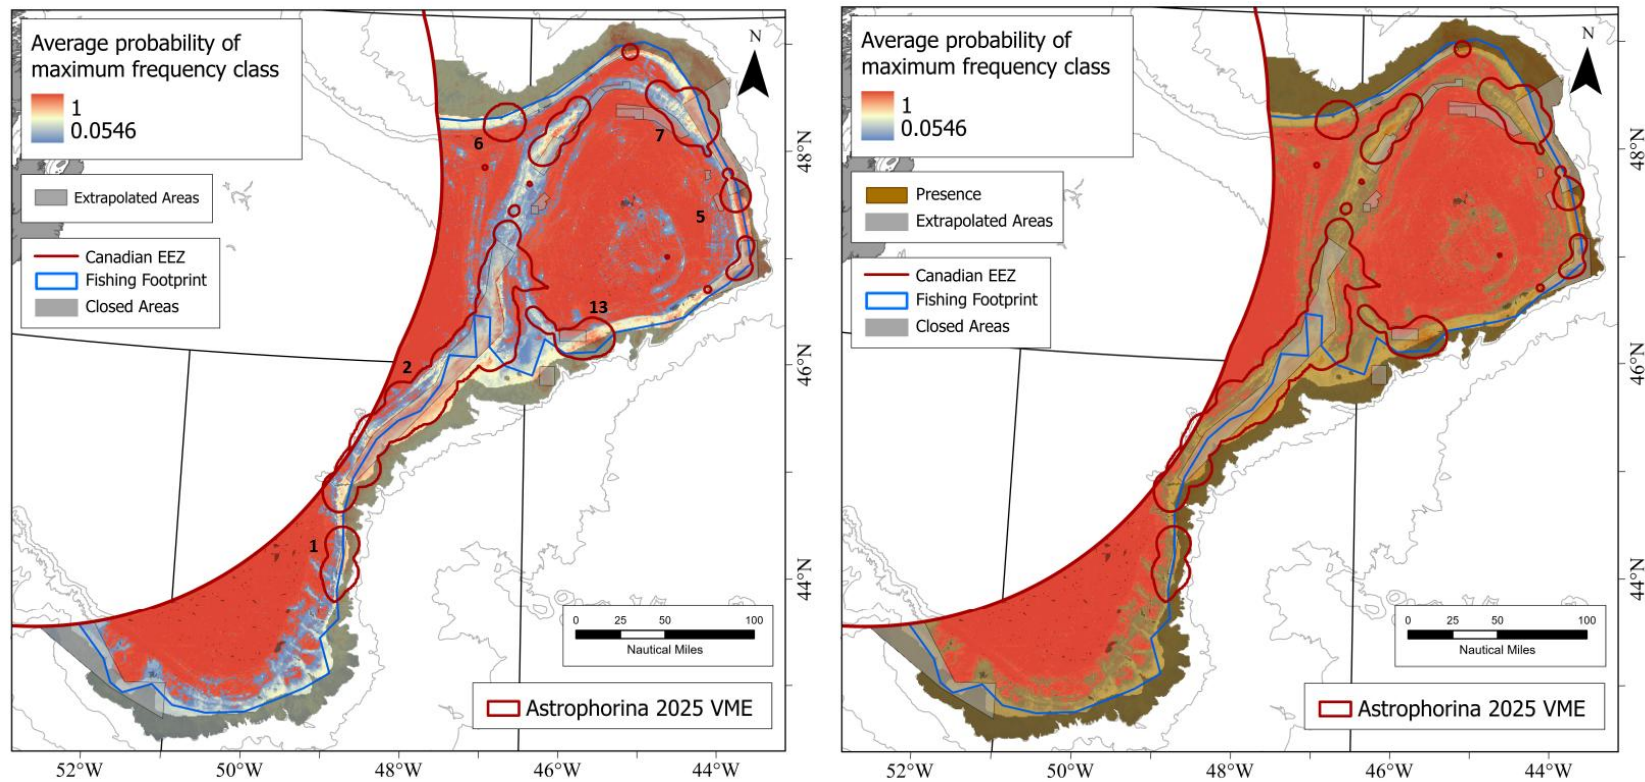 Average probability of
maximum frequency class
1
0.0546
Extrapolated Areas
Canadian EEZ
Fishing Footprint
Closed Areas
N
6
7
5
13
2
1
48°N
46°N
44°N
0 25 50 100
Nautical Miles
Astrophorina 2025 VME
52°W 50°W 48°W 46°W 44°W
Average probability of
maximum frequency class
1
0.0546
Presence
Extrapolated Areas
Canadian EEZ
Fishing Footprint
Closed Areas
N
48°N
46°N
44°N
0 25 50 100
Nautical Miles
Astrophorina 2025 VME
52°W 50°W 48°W 46°W 44°W